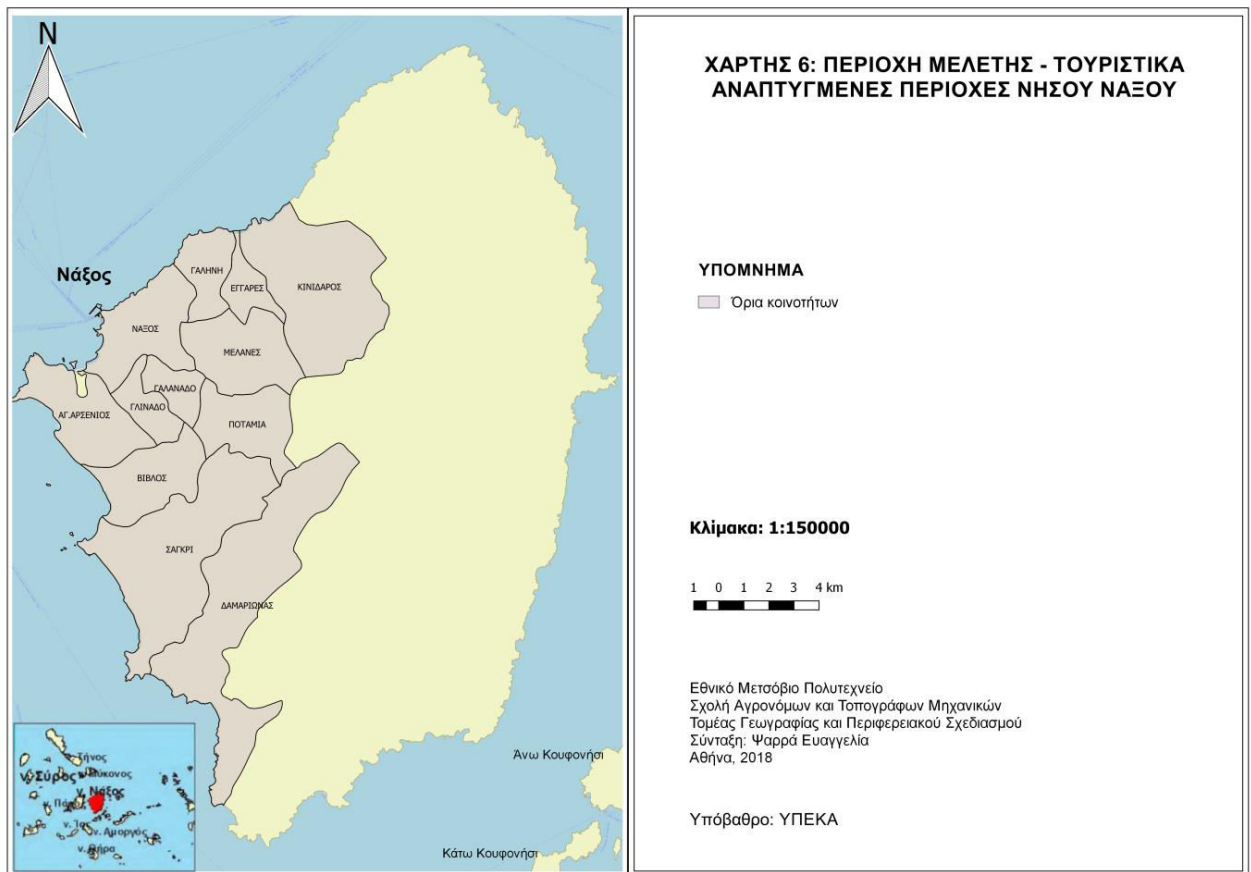 N
Νάξος
ΓΑΛΗΝΗ
ΕΓΓΑΡΕΣ
ΚΙΝΙΔΑΡΟΣ
ΝΑΞΟΣ
ΜΕΛΑΝΕΣ
ΓΑΛΑΝΑΔΟ
ΓΛΙΝΑΔΟ
ΑΓ.ΑΡΣΕΝΙΟΣ
ΠΟΤΑΜΙΑ
ΒΙΒΛΟΣ
ΣΑΓΚΡΙ
ΔΑΜΑΡΙΩΝΑΣ
Άνω Κουφονήσι
Κάτω Κουφονήσι
ν.Σύρος
ν. Νάξος
ν. Αμοργός
ΧΑΡΤΗΣ 6: ΠΕΡΙΟΧΗ ΜΕΛΕΤΗΣ - ΤΟΥΡΙΣΤΙΚΑ
ΑΝΑΠΤΥΓΜΕΝΕΣ ΠΕΡΙΟΧΕΣ ΝΗΣΟΥ ΝΑΞΟΥ
ΥΠΟΜΝΗΜΑ
Όρια κοινοτήτων
Κλίμακα: 1:150000
1 0 1 2 3 4 km
Εθνικό Μετσόβιο Πολυτεχνείο
Σχολή Αγρονόμων και Τοπογράφων Μηχανικών
Τομέας Γεωγραφίας και Περιφερειακού Σχεδιασμού
Σύνταξη: Ψαρρά Ευαγγελία
Αθήνα, 2018
Υπόβαθρο: ΥΠΕΚΑ